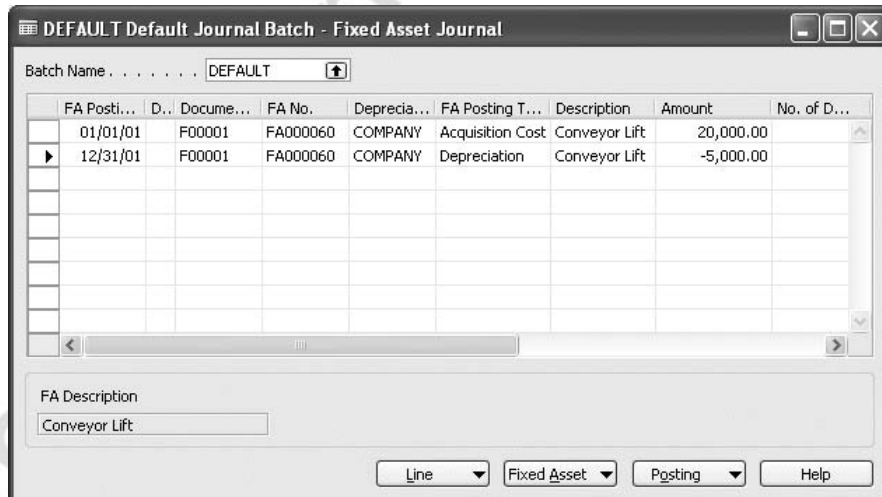 DEFAULT Default Journal Batch - Fixed Asset Journal
Batch Name . . . . . . . DEFAULT
FA Posti... D.. Docume... FA No. Deprecia... FA Posting T... Description Amount No. of D...
01/01/01 F00001 FA000060 COMPANY Acquisition Cost Conveyor Lift 20,000.00
12/31/01 F00001 FA000060 COMPANY Depreciation Conveyor Lift -5,000.00
FA Description
Conveyor Lift
Line Fixed Asset Posting Help